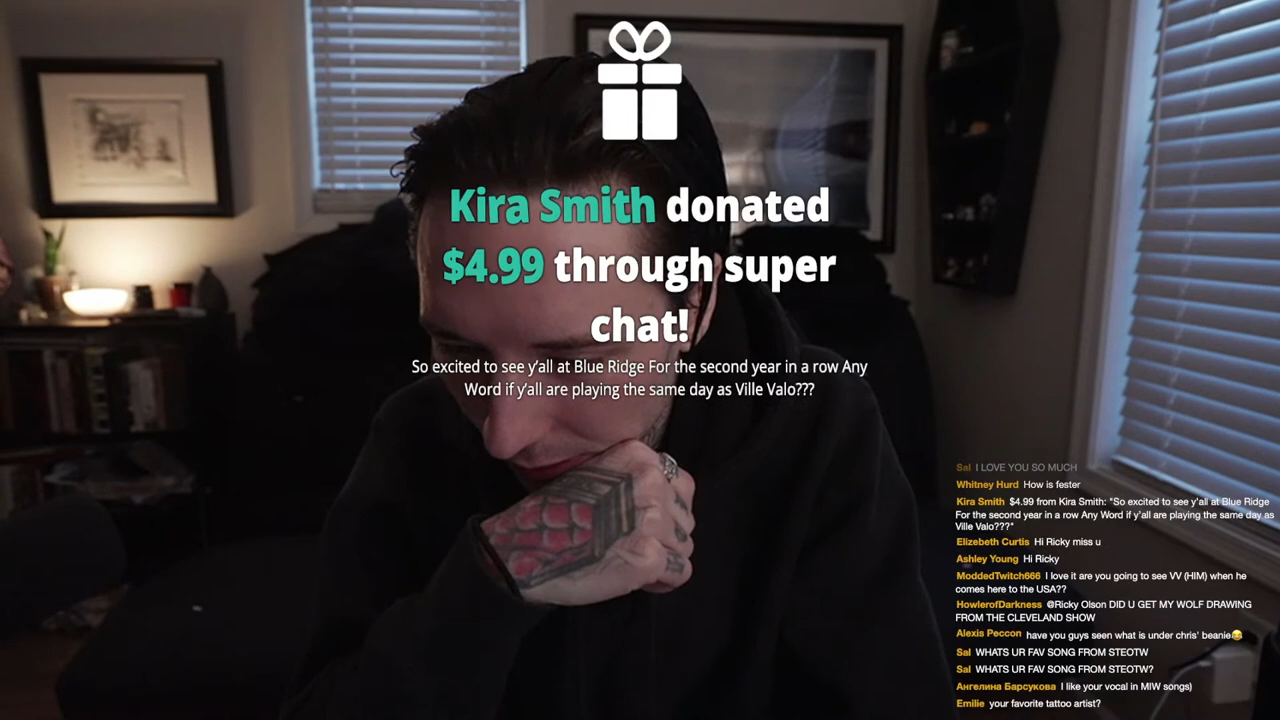 Kira Smith donated
$4.99 through super
chat!
So excited to see y'all at Blue Ridge For the second year in a row Any
Word if y'all are playing the same day as Ville Valo???
Sal I LOVE YOU SO MUCH
Whitney Hurd How is fester
Kira Smith $4.99 from Kira Smith: "So excited to see y'all at Blue Ridge
For the second year in a row Any Word if y'all are playing the same day as
Ville Valo???"
Elizebeth Curtis Hi Ricky miss u
Ashley Young Hi Ricky
ModdedTwitch666 I love it are you going to see VV (HIM) when he
comes here to the USA??
HowlerofDarkness @Ricky Olson DID U GET MY WOLF DRAWING
FROM THE CLEVELAND SHOW
Alexis Peccon have you guys seen what is under chris' beanie😂
Sal WHATS UR FAV SONG FROM STEOTW
Sal WHATS UR FAV SONG FROM STEOTW?
Ангелина Барсукова I like your vocal in MIW songs)
Emilie your favorite tattoo artist?